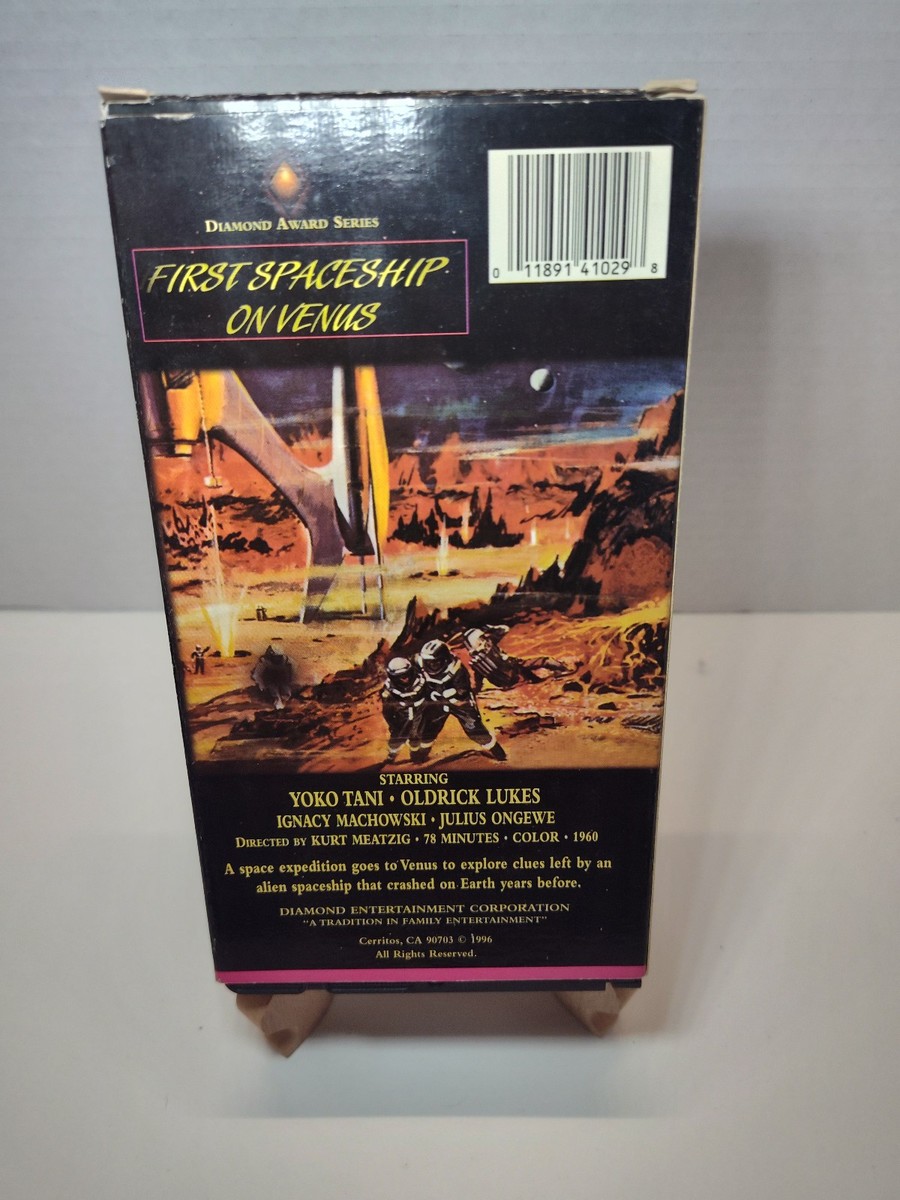 DIAMOND AWARD SERIES
FIRST SPACESHIP
ON VENUS
0 11891 41029 8
STARRING
YOKO TANI • OLDRICK LUKES
IGNACY MACHOWSKI • JULIUS ONGEWE
DIRECTED BY KURT MEATZIG • 78 MINUTES • COLOR • 1960
A space expedition goes to Venus to explore clues left by an
alien spaceship that crashed on Earth years before.
DIAMOND ENTERTAINMENT CORPORATION
"A TRADITION IN FAMILY ENTERTAINMENT"
Cerritos, CA 90703 © 1996
All Rights Reserved.